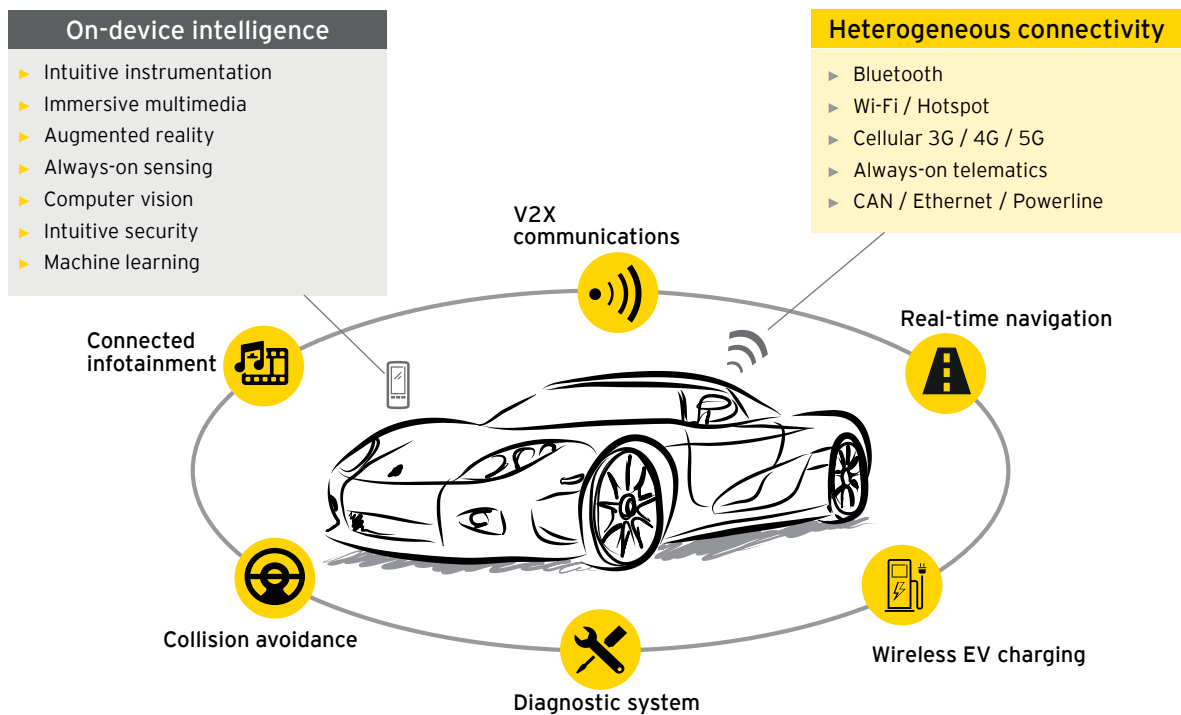 On-device intelligence
Intuitive instrumentation
Immersive multimedia
Augmented reality
Always-on sensing
Computer vision
Intuitive security
Machine learning
Heterogeneous connectivity
Bluetooth
Wi-Fi / Hotspot
Cellular 3G / 4G / 5G
Always-on telematics
CAN / Ethernet / Powerline
V2X
communications
Connected
infotainment
Real-time navigation
Collision avoidance
Wireless EV charging
Diagnostic system